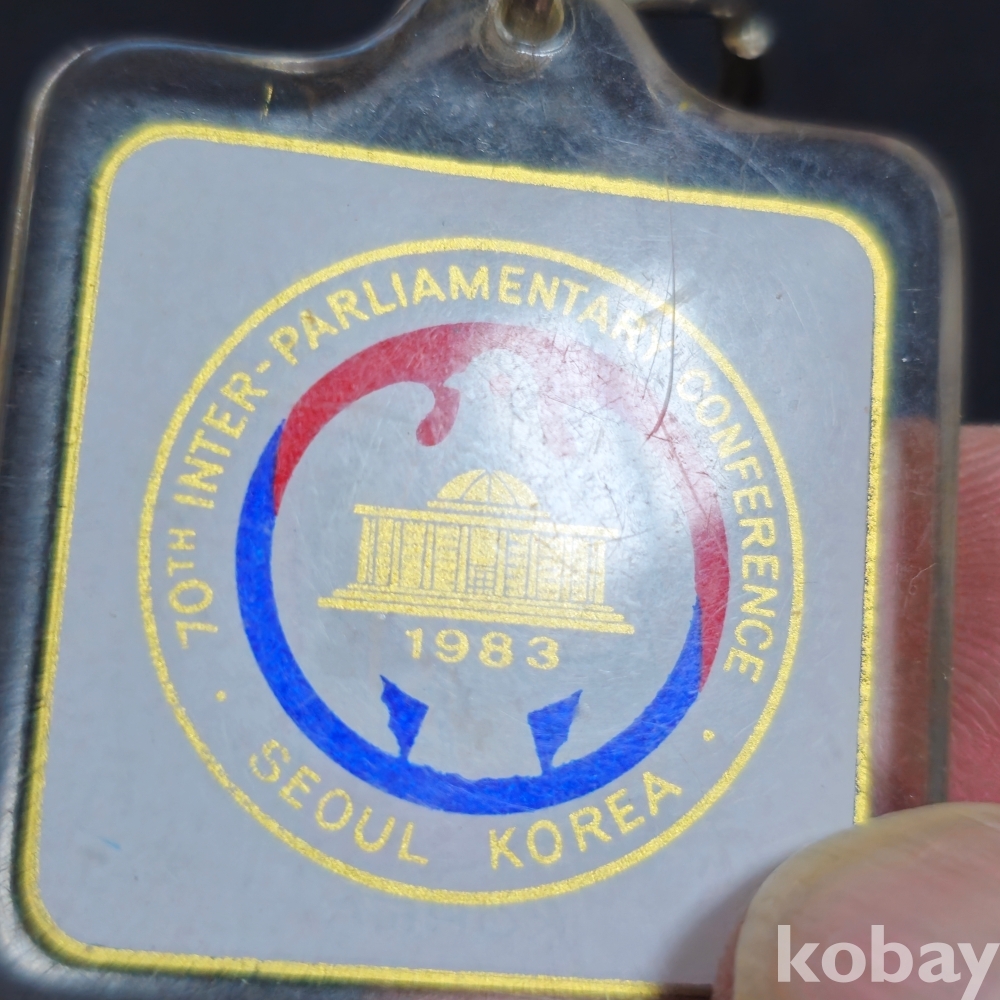 70TH INTER-PARLIAMENTARY CONFERENCE
1983
SEOUL KOREA
kobay